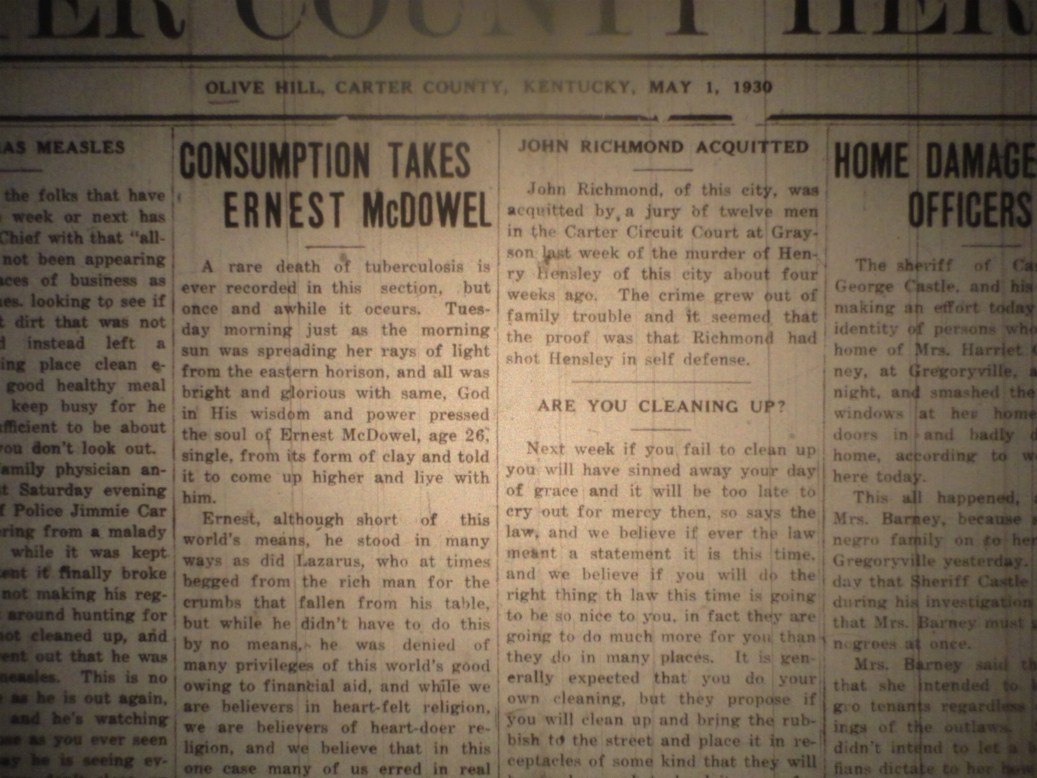 COUNTY
OLIVE HILL, CARTER COUNTY, KENTUCKY, MAY 1, 1930
AS MEASLES
the folks that have
week or next has
Chief with that "all-
not been appearing
aces of business as
es. looking to see if
t dirt that was not
d instead left a
ing place clean e-
good healthy meal
keep busy for he
ufficient to be about
you don't look out.
amily physician an-
t Saturday evening
f Police Jimmie Car
ering from a malady
while it was kept
ent it finally broke
not making his reg-
around hunting for
not cleaned up, and
vent out that he was
measles. This is no
as he is out again,
and he's watching
as you ever seen
ay he is seeing ev-
CONSUMPTION TAKES
ERNEST McDOWEL
A rare death of tuberculosis is
ever recorded in this section, but
once and awhile it occurs. Tues-
day morning just as the morning
sun was spreading her rays of light
from the eastern horison, and all was
bright and glorious with same, God
in His wisdom and power pressed
the soul of Ernest McDowel, age 26,
single, from its form of clay and told
it to come up higher and live with
him.
Ernest, although short of this
world's means, he stood in many
ways as did Lazarus, who at times
begged from the rich man for the
crumbs that fallen from his table,
but while he didn't have to do this
by no means, he was denied of
many privileges of this world's good
owing to financial aid, and while we
are believers in heart-felt religion,
we are believers of heart-doer re-
ligion, and we believe that in this
one case many of us erred in real
JOHN RICHMOND ACQUITTED
John Richmond, of this city, was
acquitted by a jury of twelve men
in the Carter Circuit Court at Gray-
son last week of the murder of Hen-
ry Hensley of this city about four
weeks ago. The crime grew out of
family trouble and it seemed that
the proof was that Richmond had
shot Hensley in self defense.
ARE YOU CLEANING UP?
Next week if you fail to clean up
you will have sinned away your day
of grace and it will be too late to
cry out for mercy then, so says the
law, and we believe if ever the law
meant a statement it is this time,
and we believe if you will do the
right thing th law this time is going
to be so nice to you, in fact they are
going to do much more for you than
they do in many places. It is gen-
erally expected that you do your
own cleaning, but they propose if
you will clean up and bring the rub-
bish to the street and place it in re-
ceptacles of some kind that they will
HOME DAMAGE
OFFICERS
The sheriff of Ca
George Castle, and his
making an effort today
identity of persons who
home of Mrs. Harriet
ney, at Gregoryville, a
night, and smashed the
windows at her home
doors in and badly d
home, according to w
here today.
This all happened,
Mrs. Barney, because
negro family on to her
Gregoryville yesterday.
day that Sheriff Castle
during his investigation
that Mrs. Barney must
negroes at once.
Mrs. Barney said th
that she intended to
gro tenants regardless
ings of the outlaws.
didn't intend to let a
fians dictate to her how